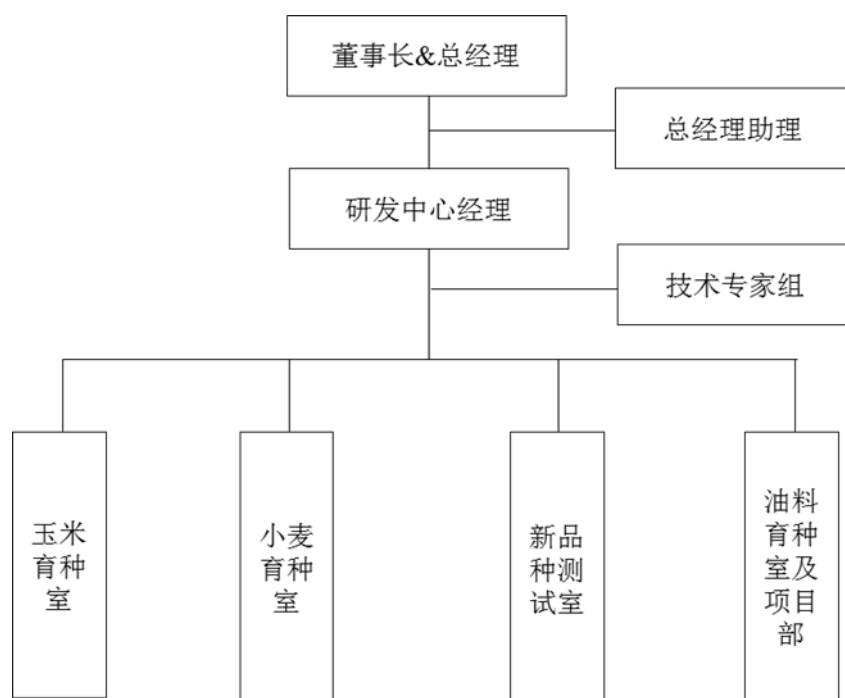 董事长&总经理
总经理助理
研发中心经理
技术专家组
玉米
育种
室
小麦
育种
室
新品
种测
试室
油料
育种
室及
项目
部